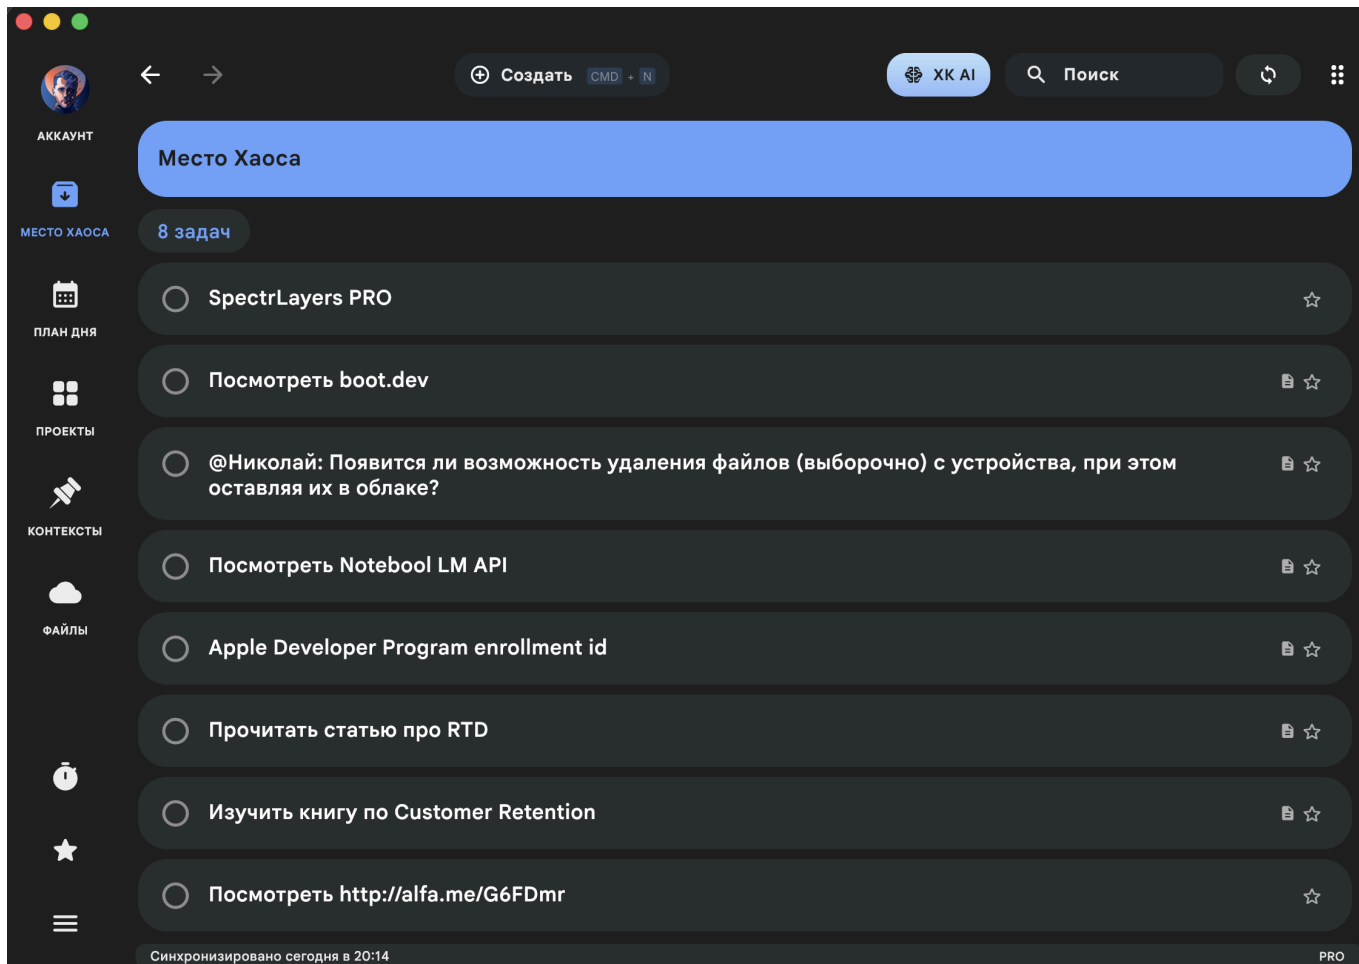 АККАУНТ
МЕСТО ХАОСА
ПЛАН ДНЯ
ПРОЕКТЫ
КОНТЕКСТЫ
ФАЙЛЫ
Создать CMD + N
ХК AI
Поиск
Место Хаоса
8 задач
SpectrLayers PRO
Посмотреть boot.dev
@Николай: Появится ли возможность удаления файлов (выборочно) с устройства, при этом
оставляя их в облаке?
Посмотреть Notebool LM API
Apple Developer Program enrollment id
Прочитать статью про RTD
Изучить книгу по Customer Retention
Посмотреть http://alfa.me/G6FDmr
Синхронизировано сегодня в 20:14
PRO